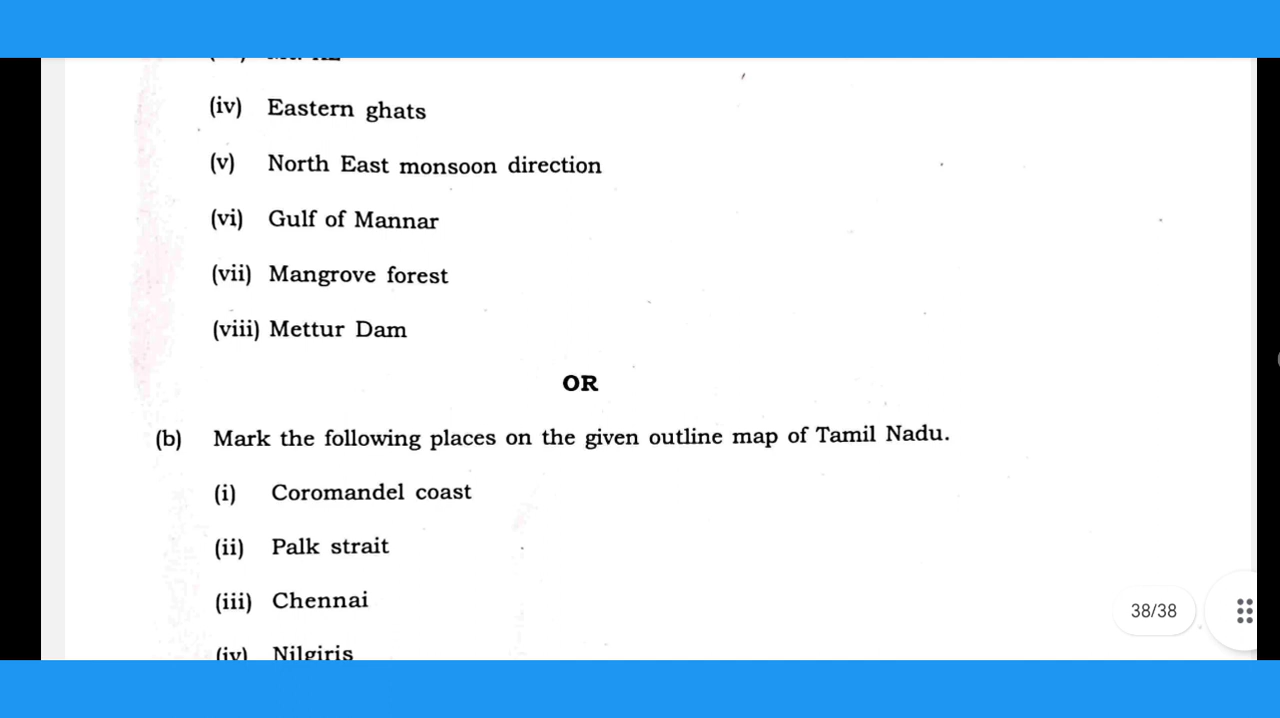 (iv) Eastern ghats
(v) North East monsoon direction
(vi) Gulf of Mannar
(vii) Mangrove forest
(viii) Mettur Dam
OR
(b) Mark the following places on the given outline map of Tamil Nadu.
(i) Coromandel coast
(ii) Palk strait
(iii) Chennai
38/38
(iv) Nilgiris